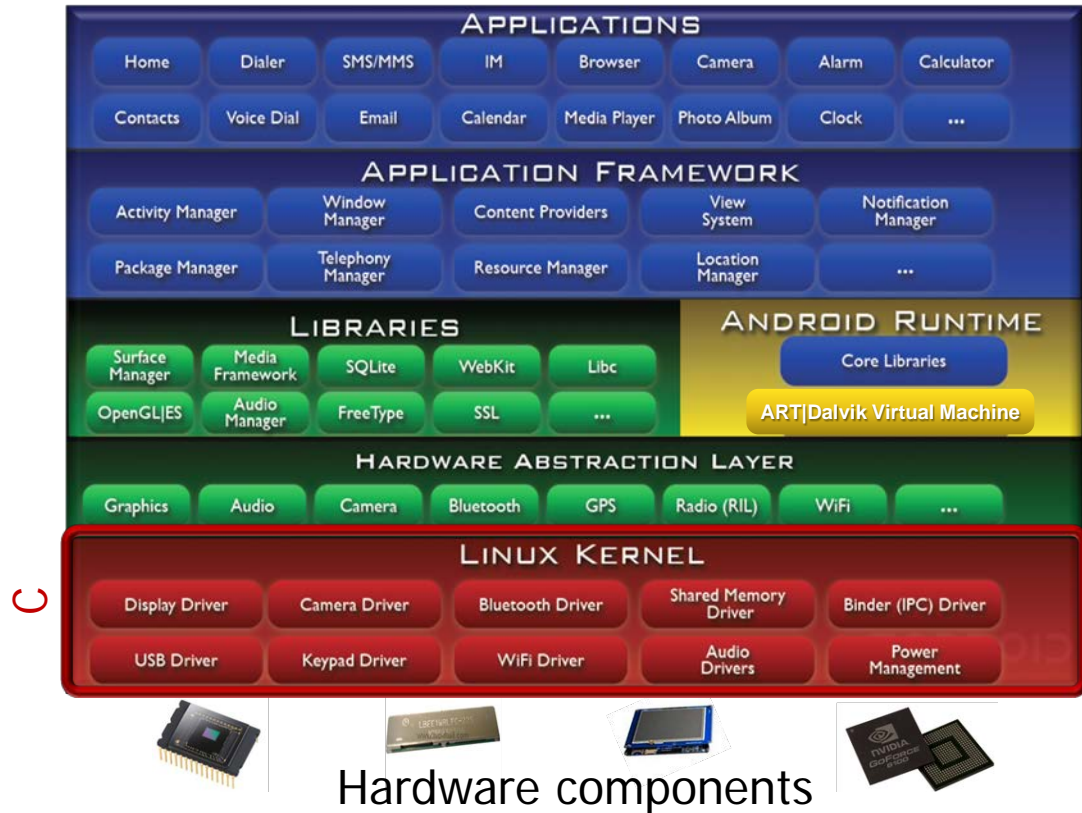 APPLICATIONS
Home Dialer SMS/MMS IM Browser Camera Alarm Calculator
Contacts Voice Dial Email Calendar Media Player Photo Album Clock ...
APPLICATION FRAMEWORK
Activity Manager
Window
Manager
Content Providers
View
System
Notification
Manager
Package Manager
Telephony
Manager
Resource Manager
Location
Manager
...
LIBRARIES
Surface
Manager
Media
Framework
SQLite
WebKit
Libc
OpenGL|ES
Audio
Manager
FreeType
SSL
...
ANDROID RUNTIME
Core Libraries
ART|Dalvik Virtual Machine
HARDWARE ABSTRACTION LAYER
Graphics Audio Camera Bluetooth GPS Radio (RIL) WiFi ...
C
LINUX KERNEL
Display Driver
Camera Driver
Bluetooth Driver
Shared Memory
Driver
Binder (IPC) Driver
USB Driver
Keypad Driver
WiFi Driver
Audio
Drivers
Power
Management
NVIDIA
GEFORCE
6100
Hardware components